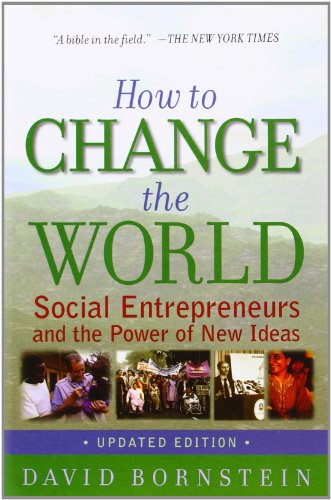 "A bible in the field." —THE NEW YORK TIMES
How to
CHANGE
the
WORLD
Social Entrepreneurs
and the Power of New Ideas
• UPDATED EDITION •
DAVID BORNSTEIN